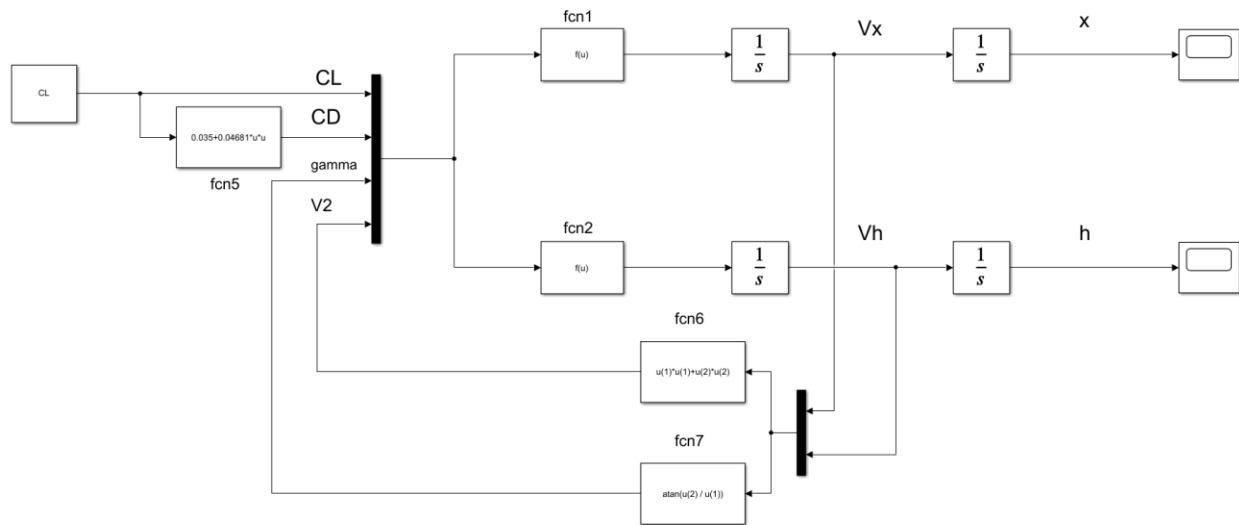 fcn1
f(u)
1
s
Vx
1
s
x
CL
CL
0.035+0.04681*u*u
fcn5
CD
gamma
V2
fcn2
f(u)
1
s
Vh
1
s
h
fcn6
u(1)*u(1)+u(2)*u(2)
fcn7
atan(u(2) / u(1))